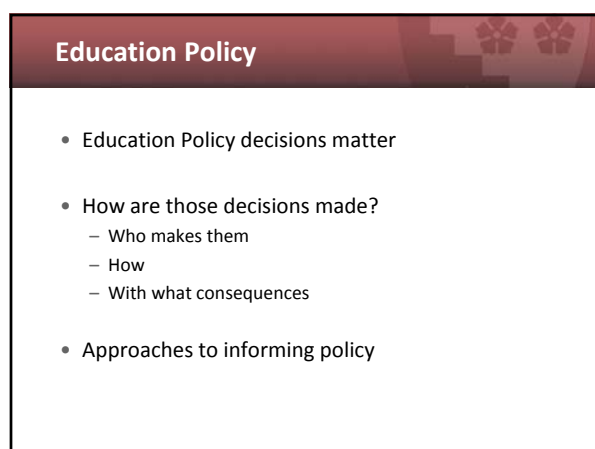 Education Policy
• Education Policy decisions matter
• How are those decisions made?
– Who makes them
– How
– With what consequences
• Approaches to informing policy